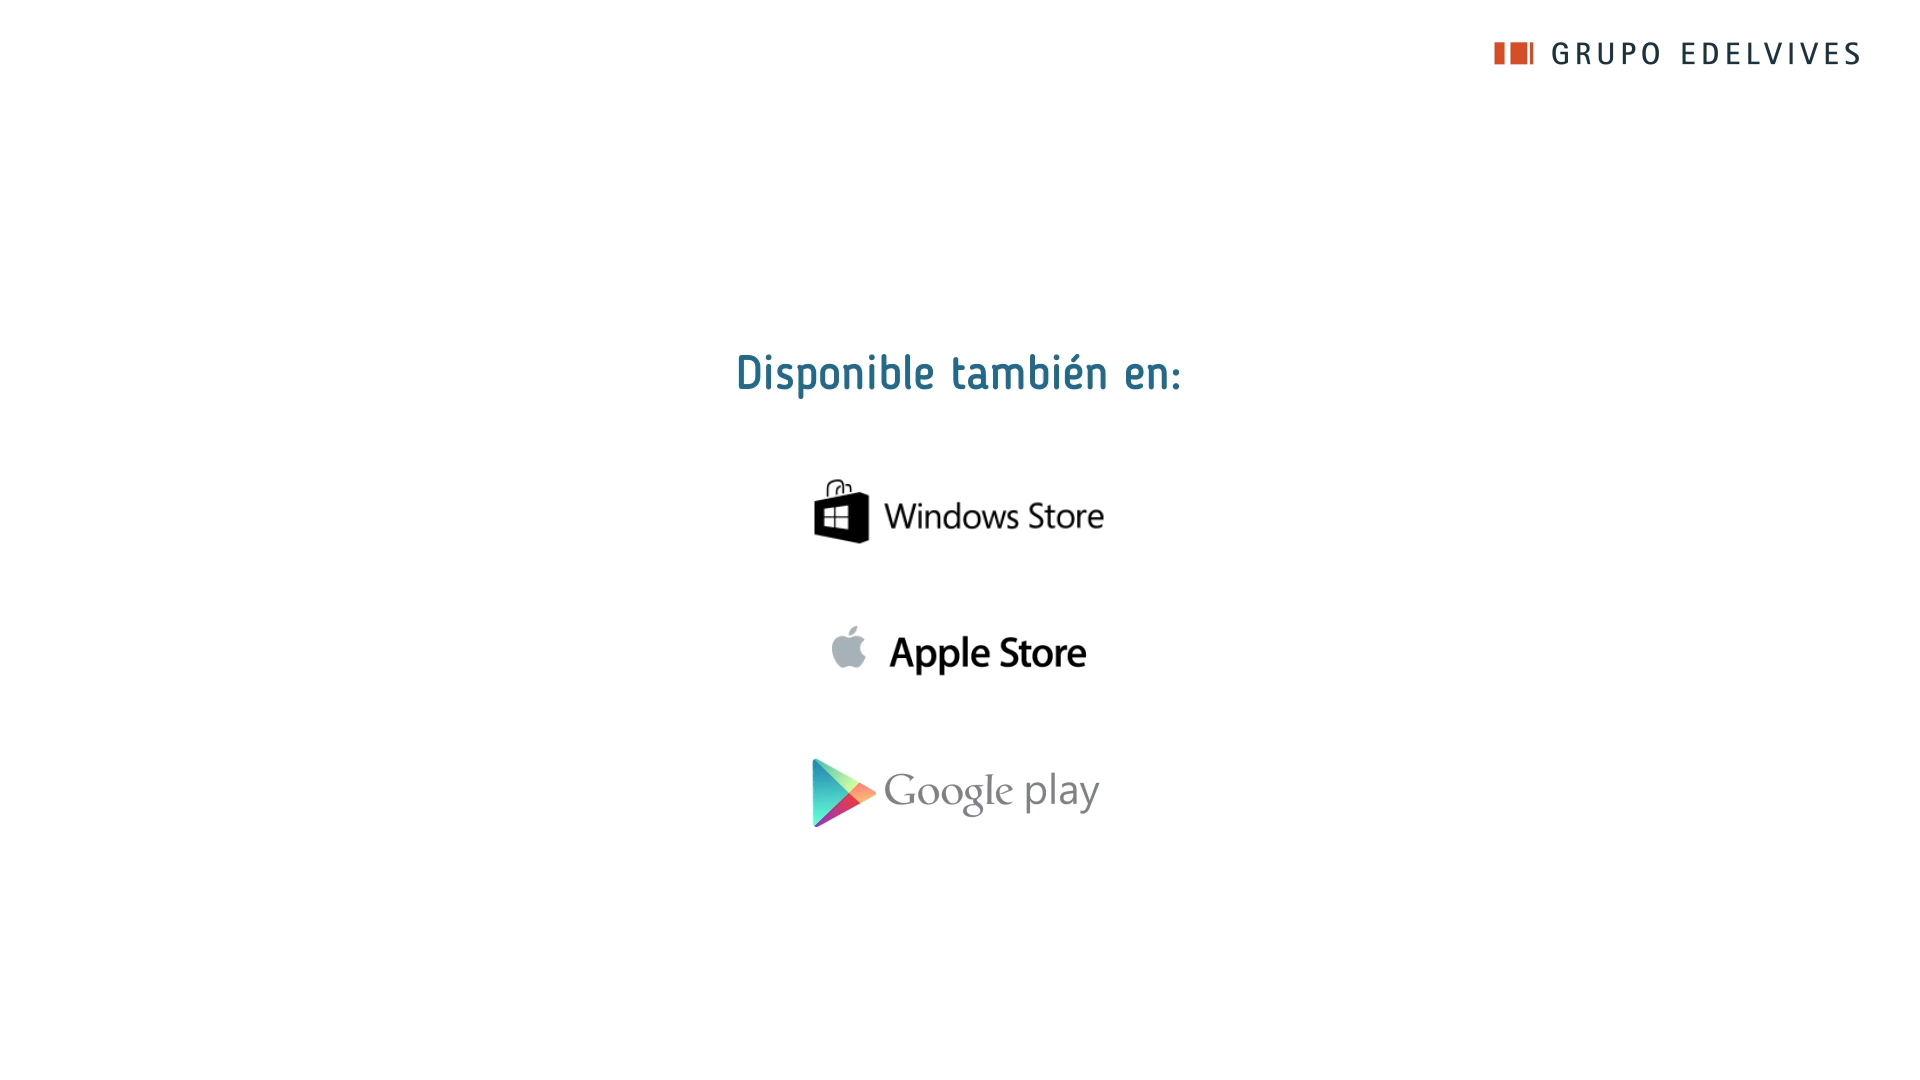 GRUPO EDELVIVES
Disponible también en:
Windows Store
Apple Store
Google play